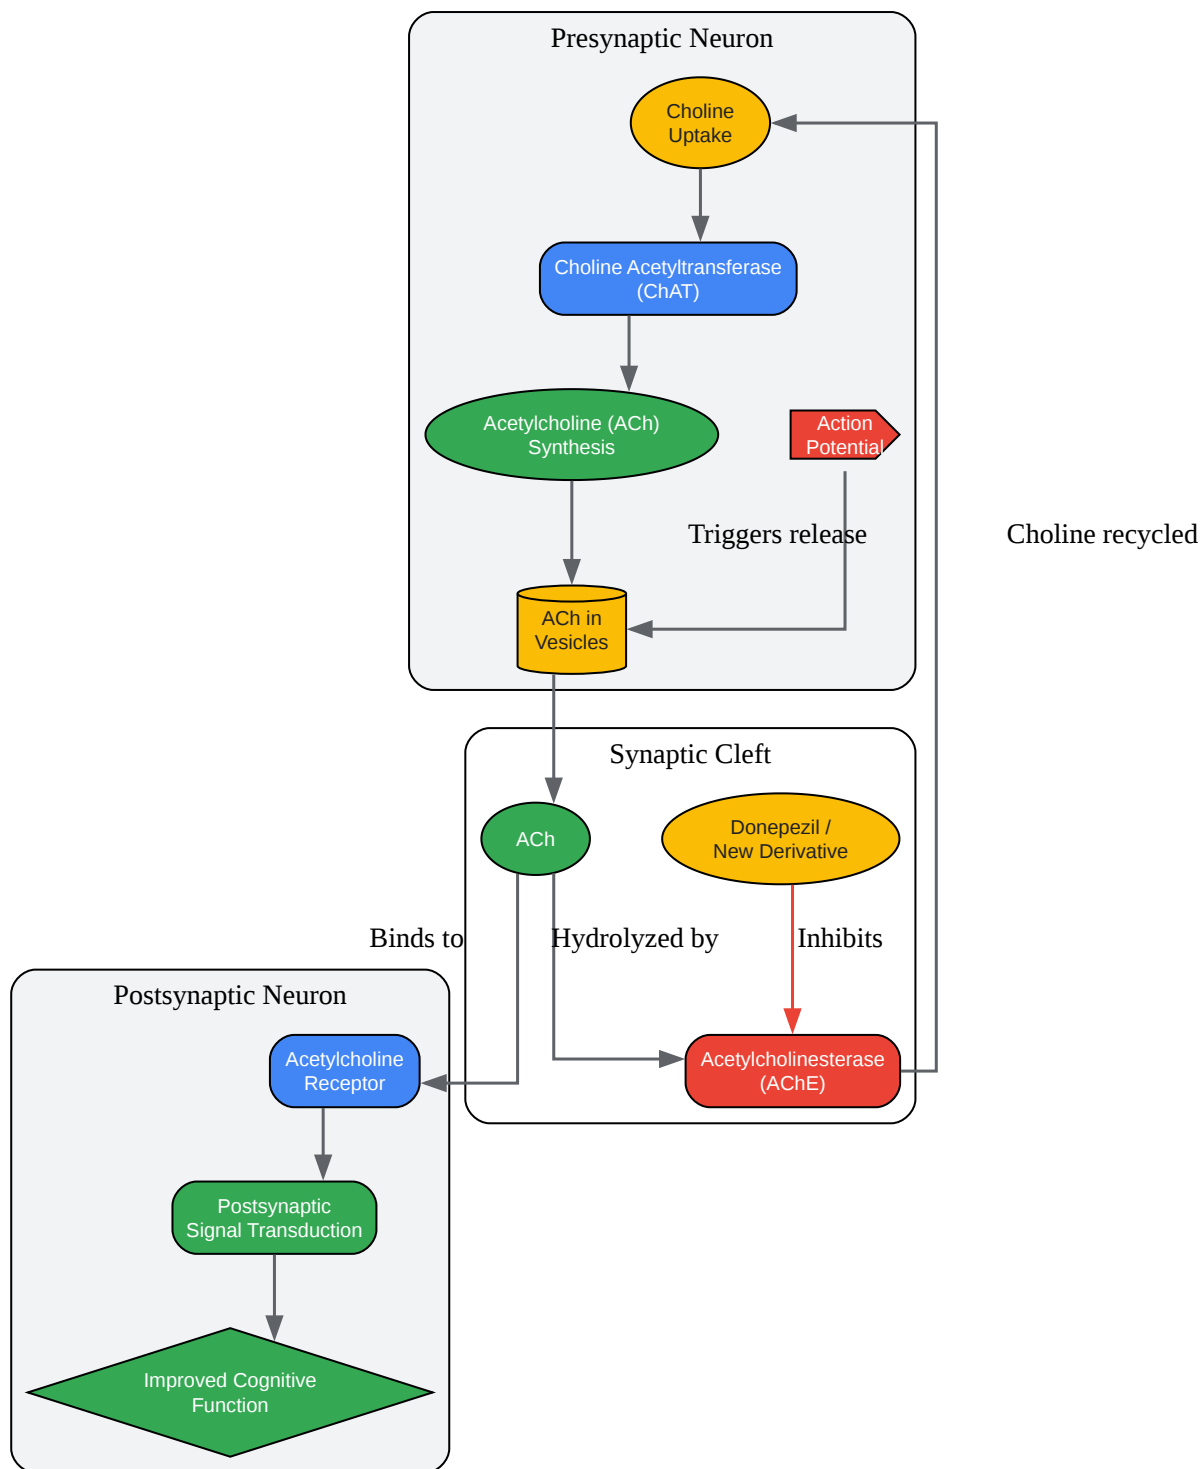 Presynaptic Neuron
Choline
Uptake
Choline Acetyltransferase
(ChAT)
Acetylcholine (ACh)
Synthesis
Action
Potential
Triggers release
Choline recycled
ACh in
Vesicles
Synaptic Cleft
ACh
Donepezil /
New Derivative
Binds to
Hydrolyzed by
Inhibits
Postsynaptic Neuron
Acetylcholine
Receptor
Acetylcholinesterase
(AChE)
Postsynaptic
Signal Transduction
Improved Cognitive
Function